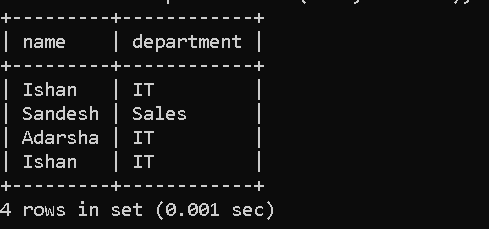 +---------+------------+
| name    | department |
+---------+------------+
| Ishan   | IT         |
| Sandesh | Sales      |
| Adarsha | IT         |
| Ishan   | IT         |
+---------+------------+
4 rows in set (0.001 sec)